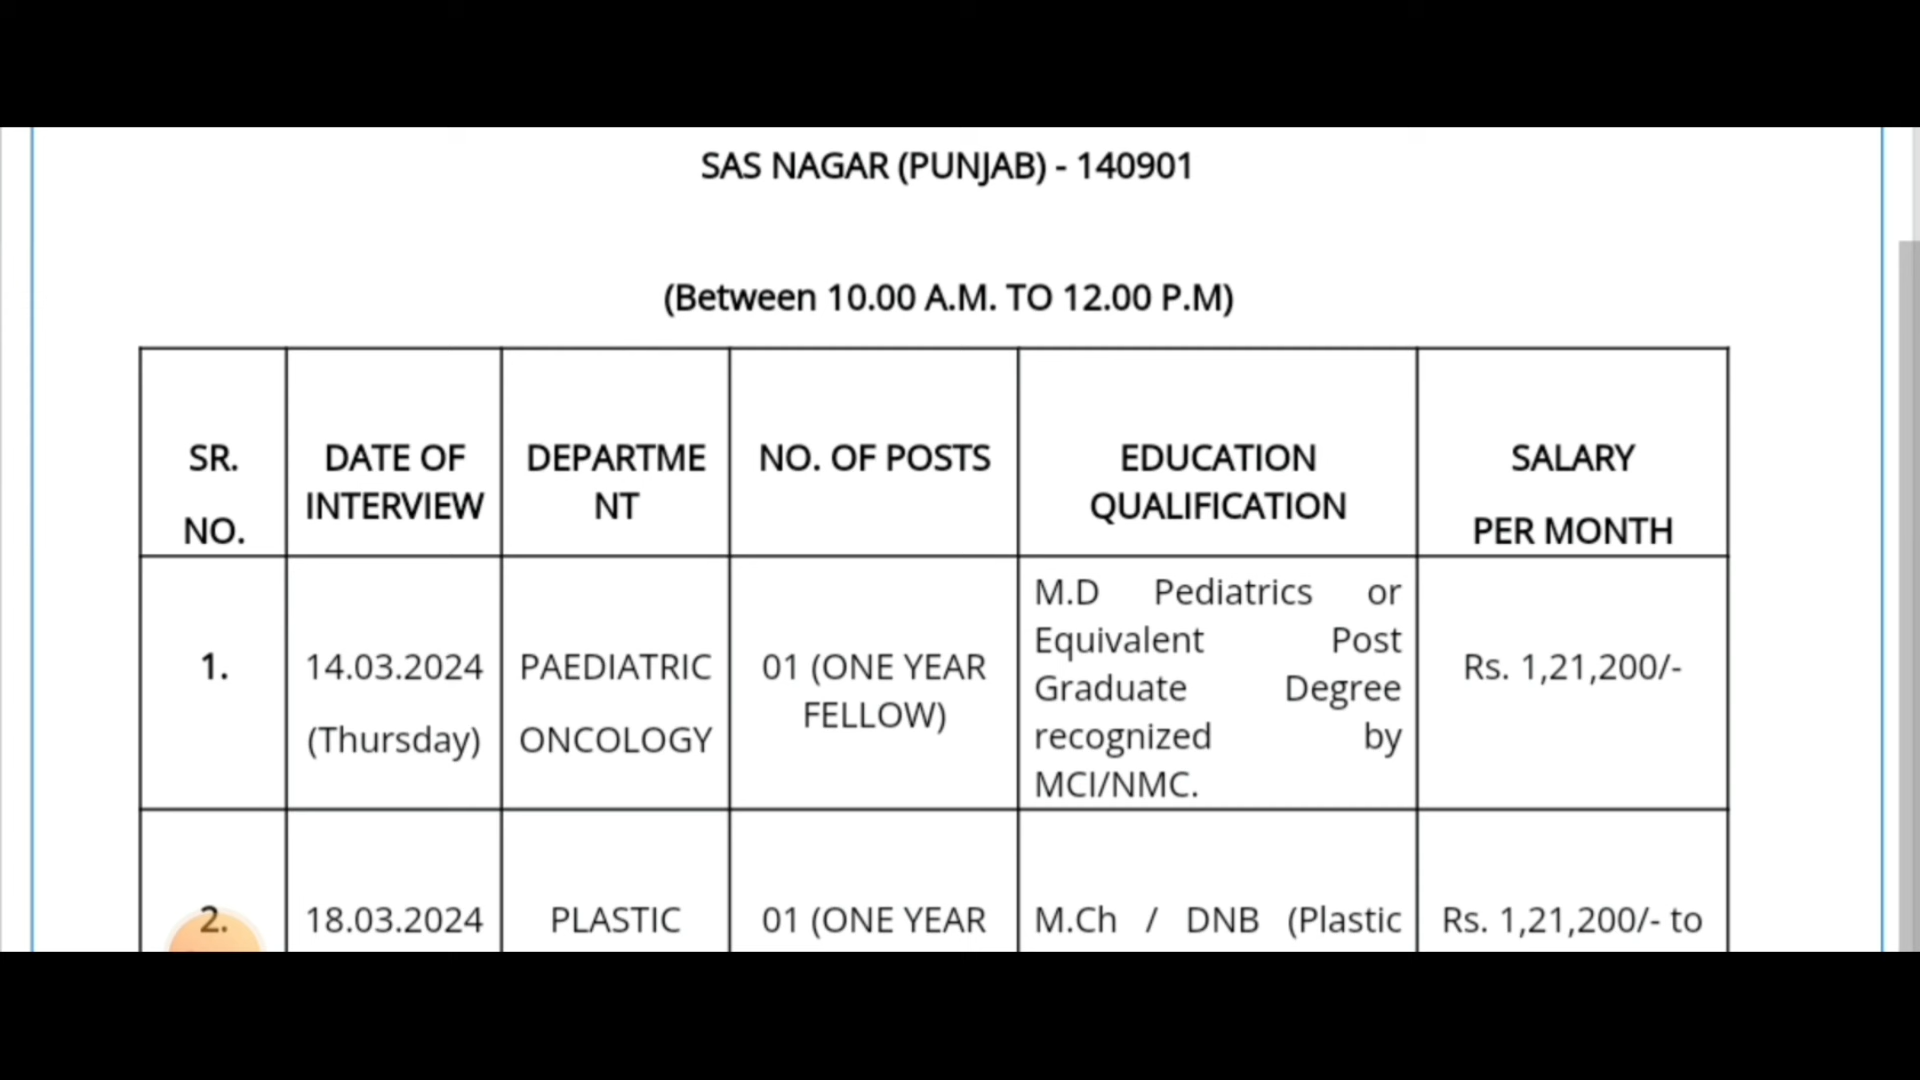 SAS NAGAR (PUNJAB) - 140901
(Between 10.00 A.M. TO 12.00 P.M)
SR.
NO.
DATE OF
INTERVIEW
DEPARTME
NT
NO. OF POSTS
EDUCATION
QUALIFICATION
SALARY
PER MONTH
1.
14.03.2024
(Thursday)
PAEDIATRIC
ONCOLOGY
01 (ONE YEAR
FELLOW)
M.D Pediatrics or
Equivalent Post
Graduate Degree
recognized by
MCI/NMC.
Rs. 1,21,200/-
2.
18.03.2024
PLASTIC
01 (ONE YEAR
M.Ch / DNB (Plastic
Rs. 1,21,200/- to